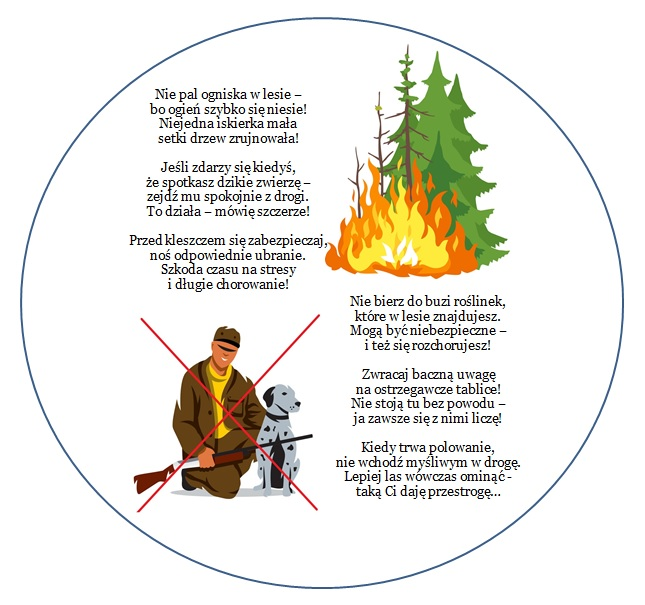 Nie pal ogniska w lesie –
bo ogień szybko się niesie!
Niejedna iskierka mała
setki drzew zrujnowała!
Jeśli zdarzy się kiedyś,
że spotkasz dzikie zwierzę –
zejdź mu spokojnie z drogi.
To działa – mówię szczerze!
Przed kleszczem się zabezpieczaj,
noś odpowiednie ubranie.
Szkoda czasu na stresy
i długie chorowanie!
Nie bierz do buzi roślinek,
które w lesie znajdujesz.
Mogą być niebezpieczne –
i też się rozchorujesz!
Zwracaj baczną uwagę
na ostrzegawcze tablice!
Nie stoją tu bez powodu –
ja zawsze się z nimi liczę!
Kiedy trwa polowanie,
nie wchodź myśliwym w drogę.
Lepiej las wówczas ominąć -
taką Ci daję przestrogę...